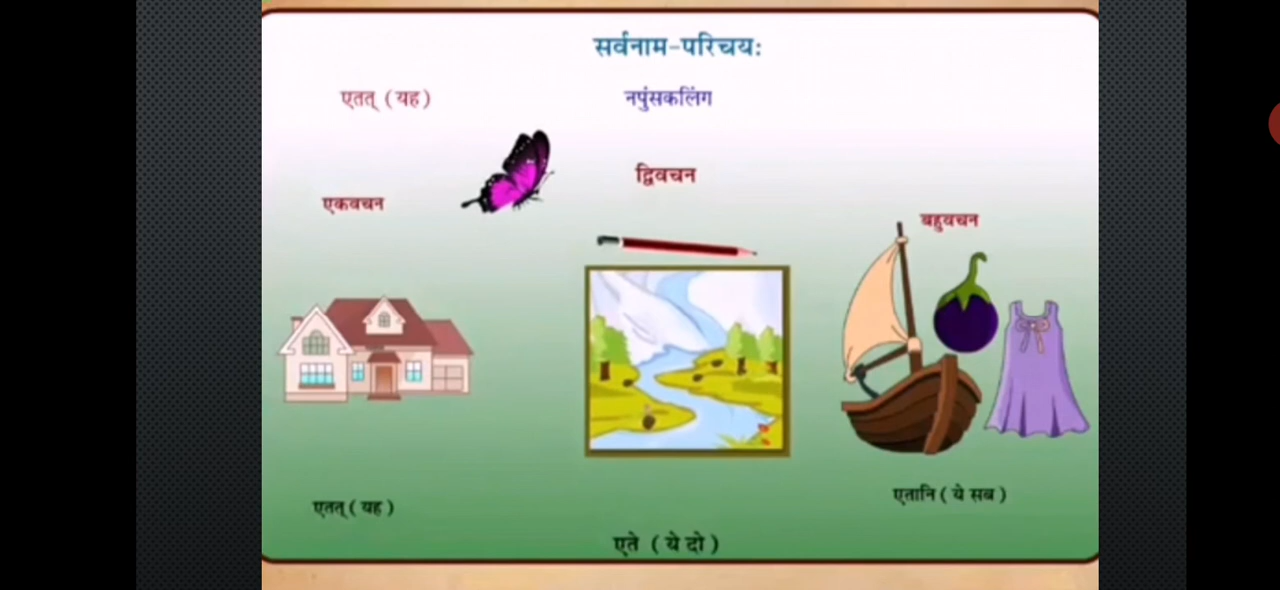 सर्वनाम-परिचयः
एतत् (यह)
नपुंसकलिंग
एकवचन
द्विवचन
बहुवचन
एतत् (यह)
एते (ये दो)
एतानि (ये सब)